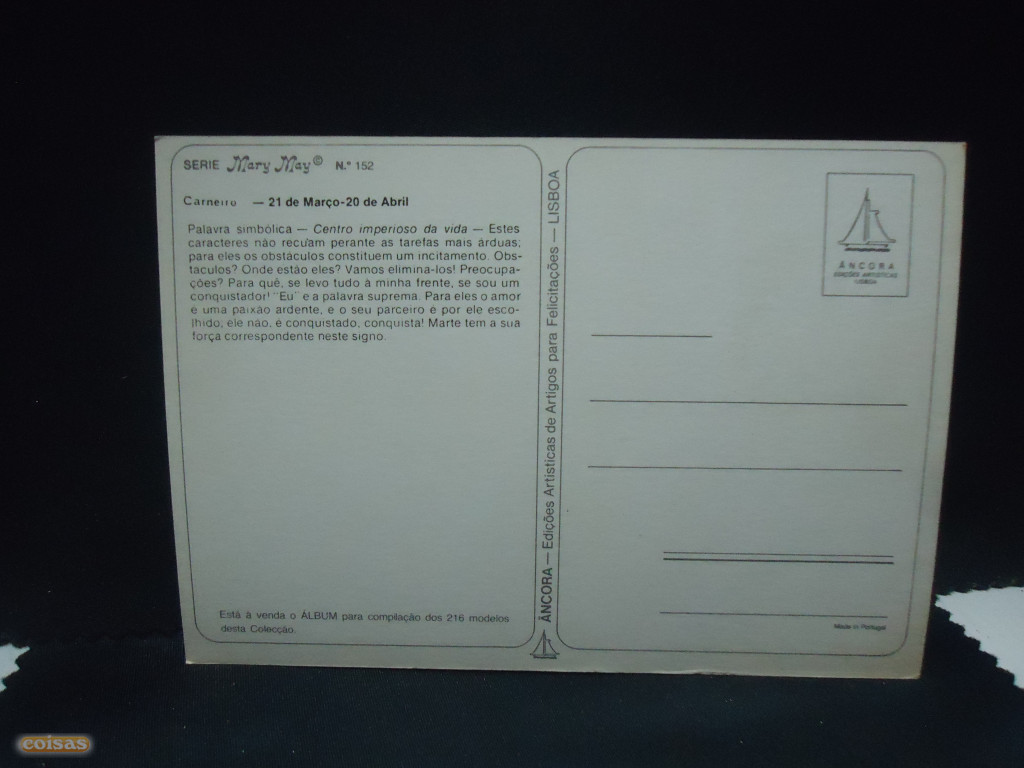 SERIE Mary May© N.º 152
Carneiro — 21 de Março-20 de Abril
Palavra simbólica — Centro imperioso da vida — Estes
caracteres não recuam perante as tarefas mais árduas;
para eles os obstáculos constituem um incitamento. Obs-
taculos? Onde estão eles? Vamos elimina-los! Preocupa-
ções? Para quê, se levo tudo à minha frente, se sou um
conquistador! "Eu" e a palavra suprema. Para eles o amor
e uma paixão ardente, e o seu parceiro é por ele esco-
lhido; ele não, é conquistado, conquista! Marte tem a sua
força correspondente neste signo.
Está à venda o ÁLBUM para compilação dos 216 modelos
desta Colecção.
ÂNCORA — Edições Artísticas de Artigos para Felicitações — LISBOA
ÂNCORA
EDIÇÕES ARTISTICAS
LISBOA
Made in Portugal
coisas